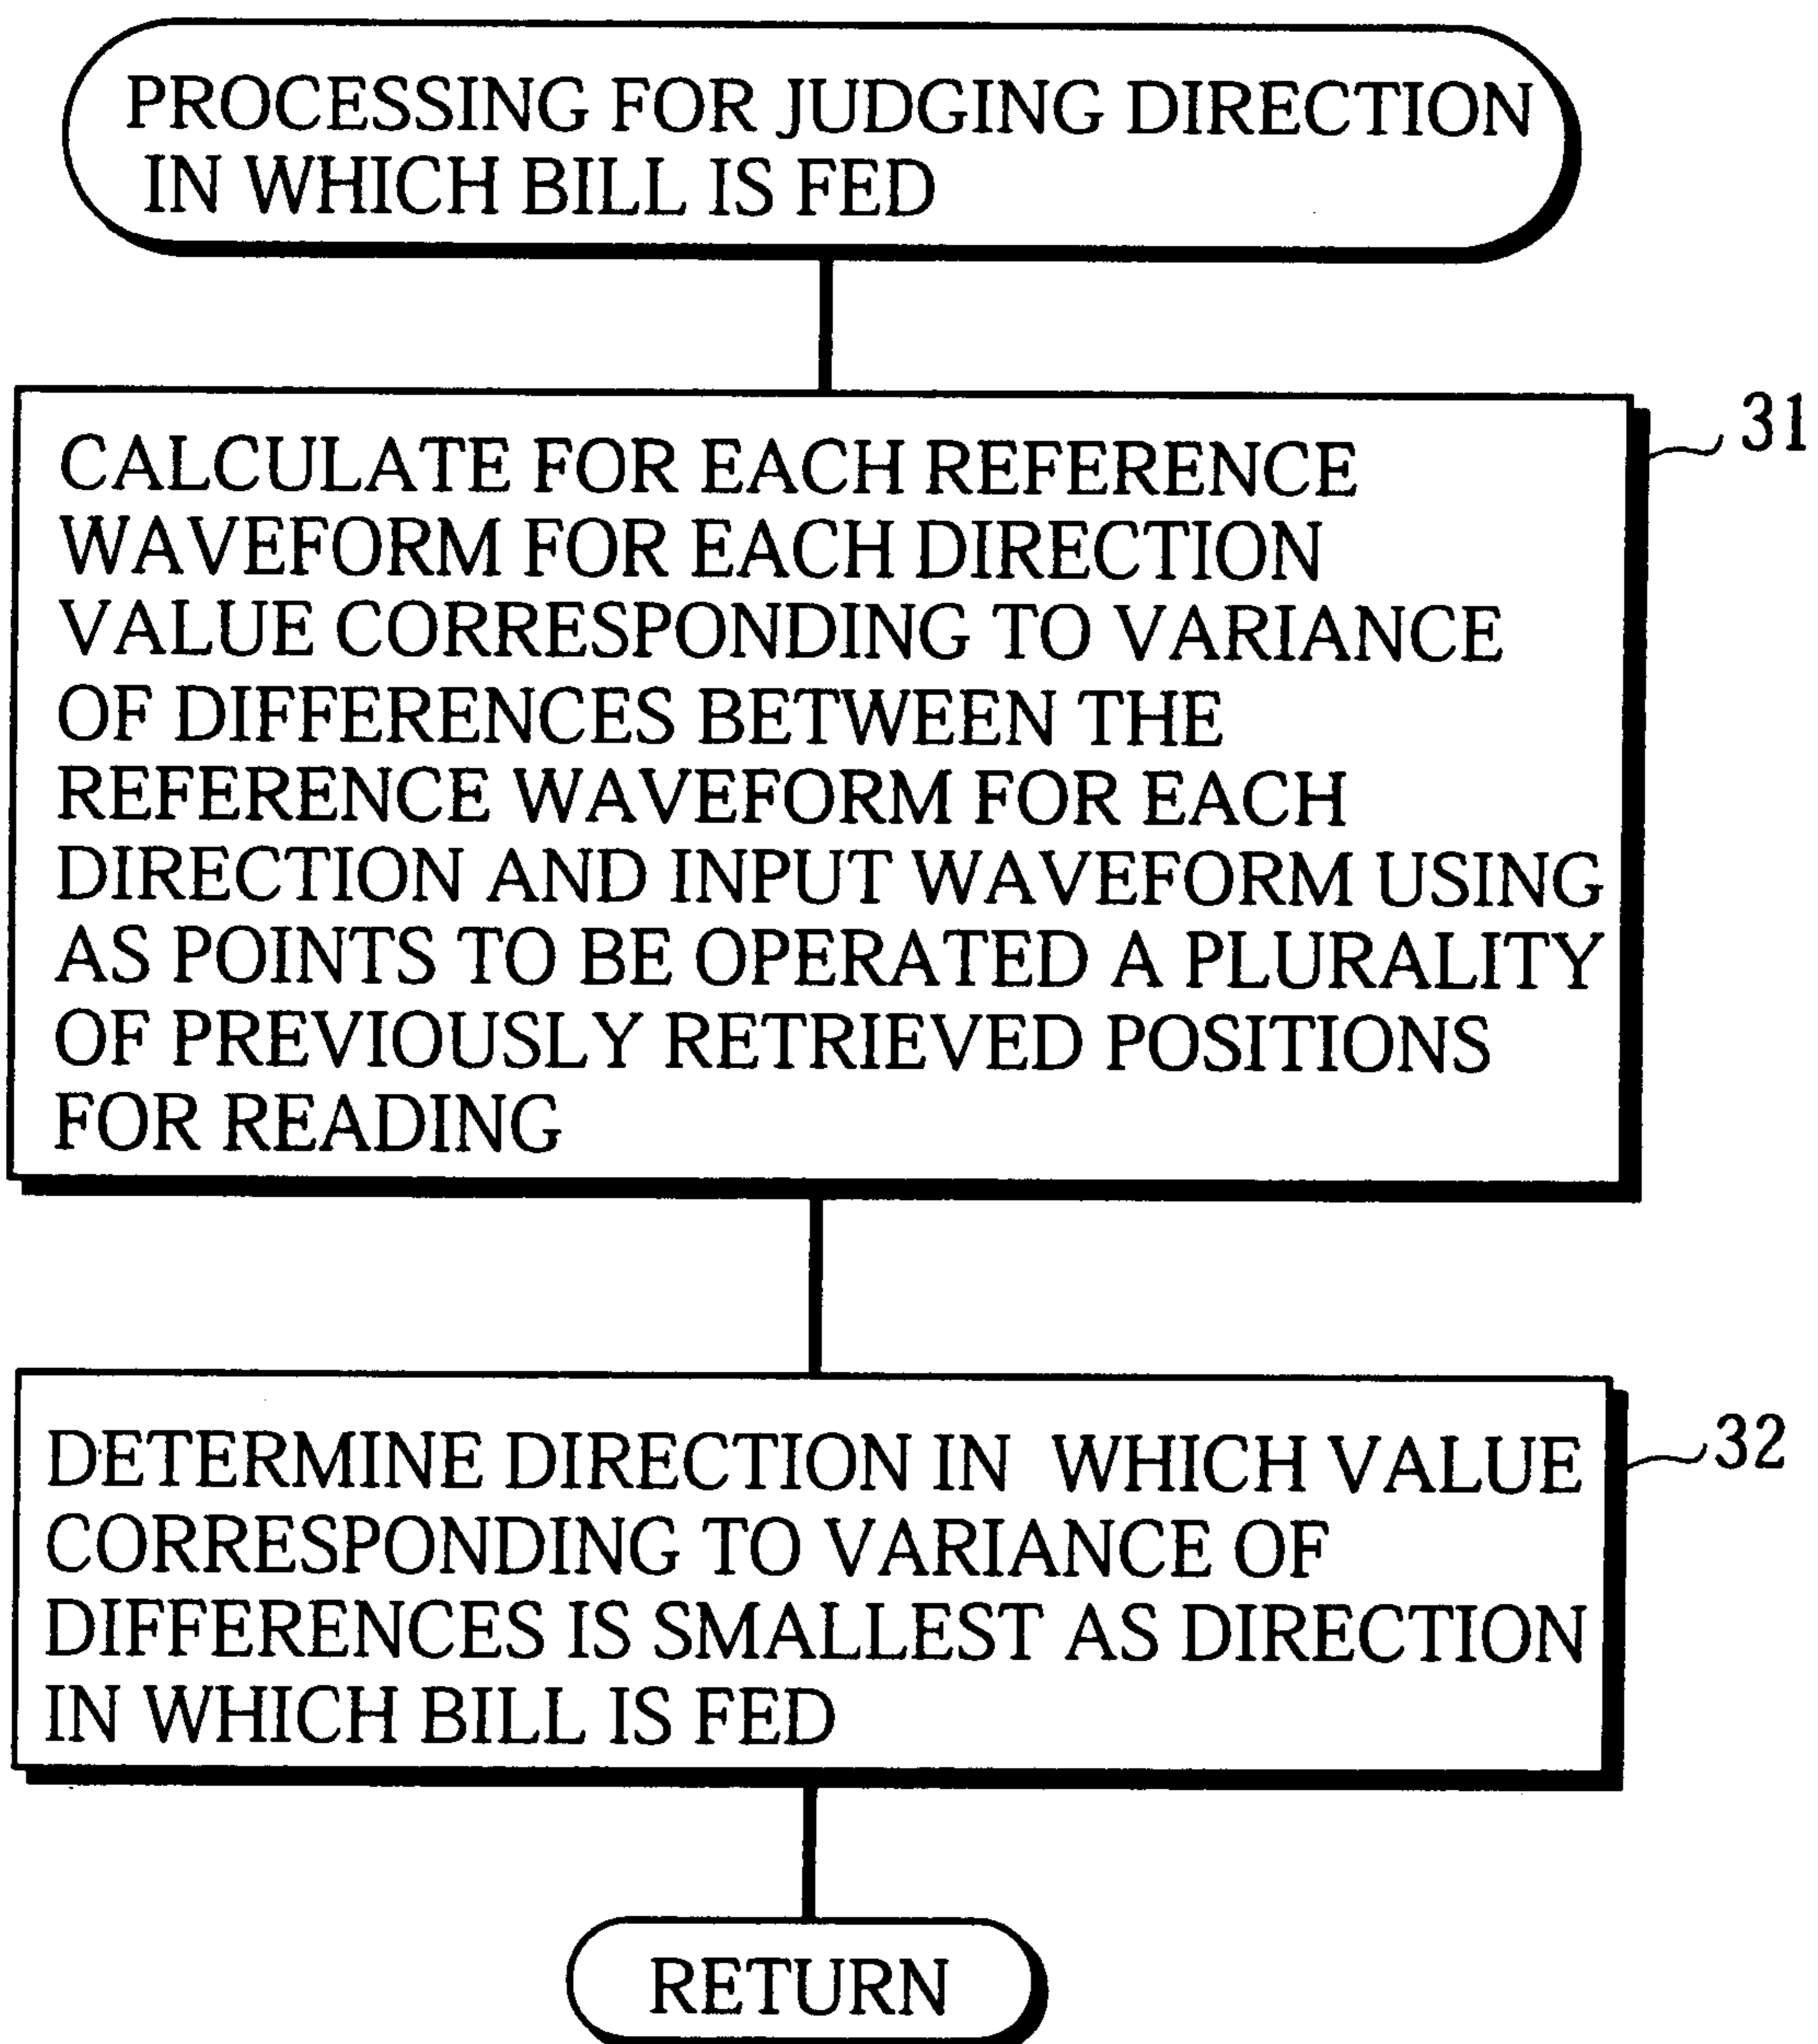 PROCESSING FOR JUDGING DIRECTION
IN WHICH BILL IS FED
31
CALCULATE FOR EACH REFERENCE
WAVEFORM FOR EACH DIRECTION
VALUE CORRESPONDING TO VARIANCE
OF DIFFERENCES BETWEEN THE
REFERENCE WAVEFORM FOR EACH
DIRECTION AND INPUT WAVEFORM USING
AS POINTS TO BE OPERATED A PLURALITY
OF PREVIOUSLY RETRIEVED POSITIONS
FOR READING
32
DETERMINE DIRECTION IN WHICH VALUE
CORRESPONDING TO VARIANCE OF
DIFFERENCES IS SMALLEST AS DIRECTION
IN WHICH BILL IS FED
RETURN